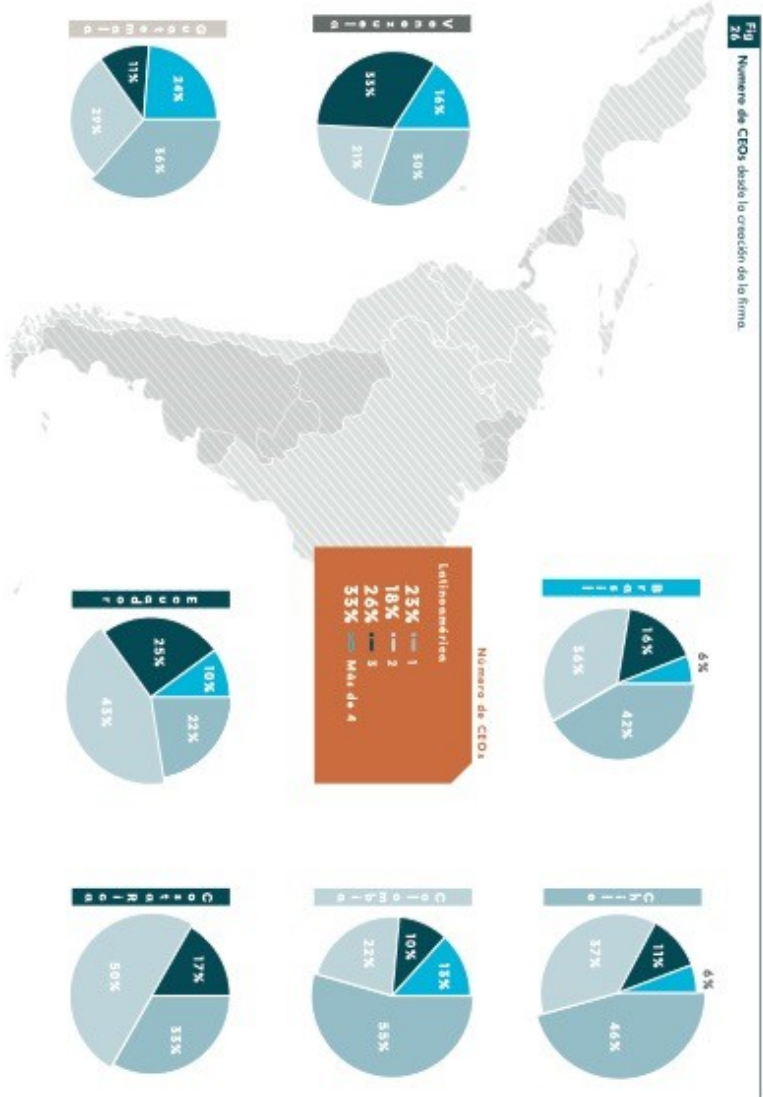 Fig 26 Numero de CEOs desde la creación de la firma.
Brasil
6%
16%
42%
36%
Chile
6%
11%
46%
37%
Número de CEOs
Latinoamérica
23% 1
18% 2
26% 3
33% Más de 4
Venezuela
16%
30%
33%
21%
Colombia
13%
10%
55%
22%
Guatemala
24%
36%
11%
29%
Ecuador
10%
22%
25%
43%
Costa Rica
17%
33%
50%